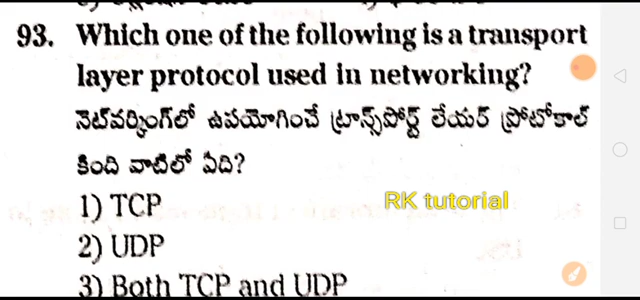 93. Which one of the following is a transport
layer protocol used in networking?
నెట్‌వర్కింగ్‌లో ఉపయోగించే ట్రాన్స్‌పోర్ట్ లేయర్ ప్రోటోకాల్
కింది వాటిలో ఏది?
1) TCP
RK tutorial
2) UDP
3) Both TCP and UDP